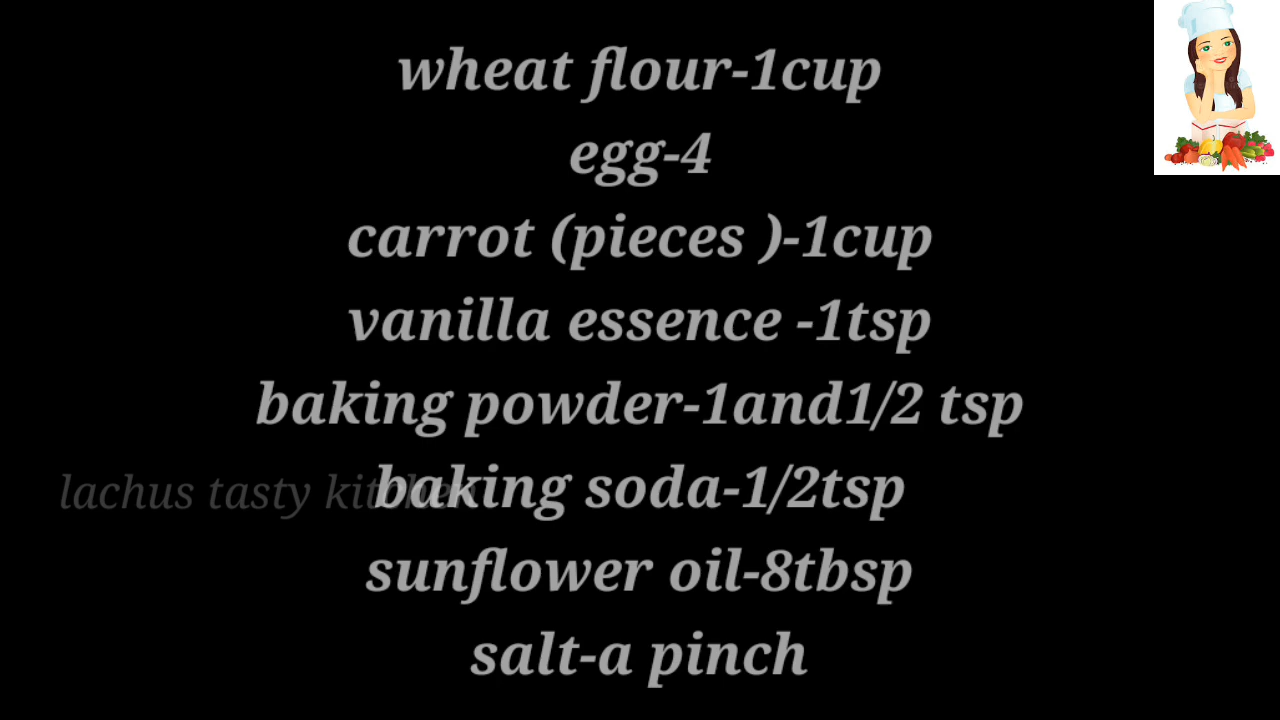 wheat flour-1cup
egg-4
carrot (pieces )-1cup
vanilla essence -1tsp
baking powder-1and1/2 tsp
lachus tasty kitchen
baking soda-1/2tsp
sunflower oil-8tbsp
salt-a pinch